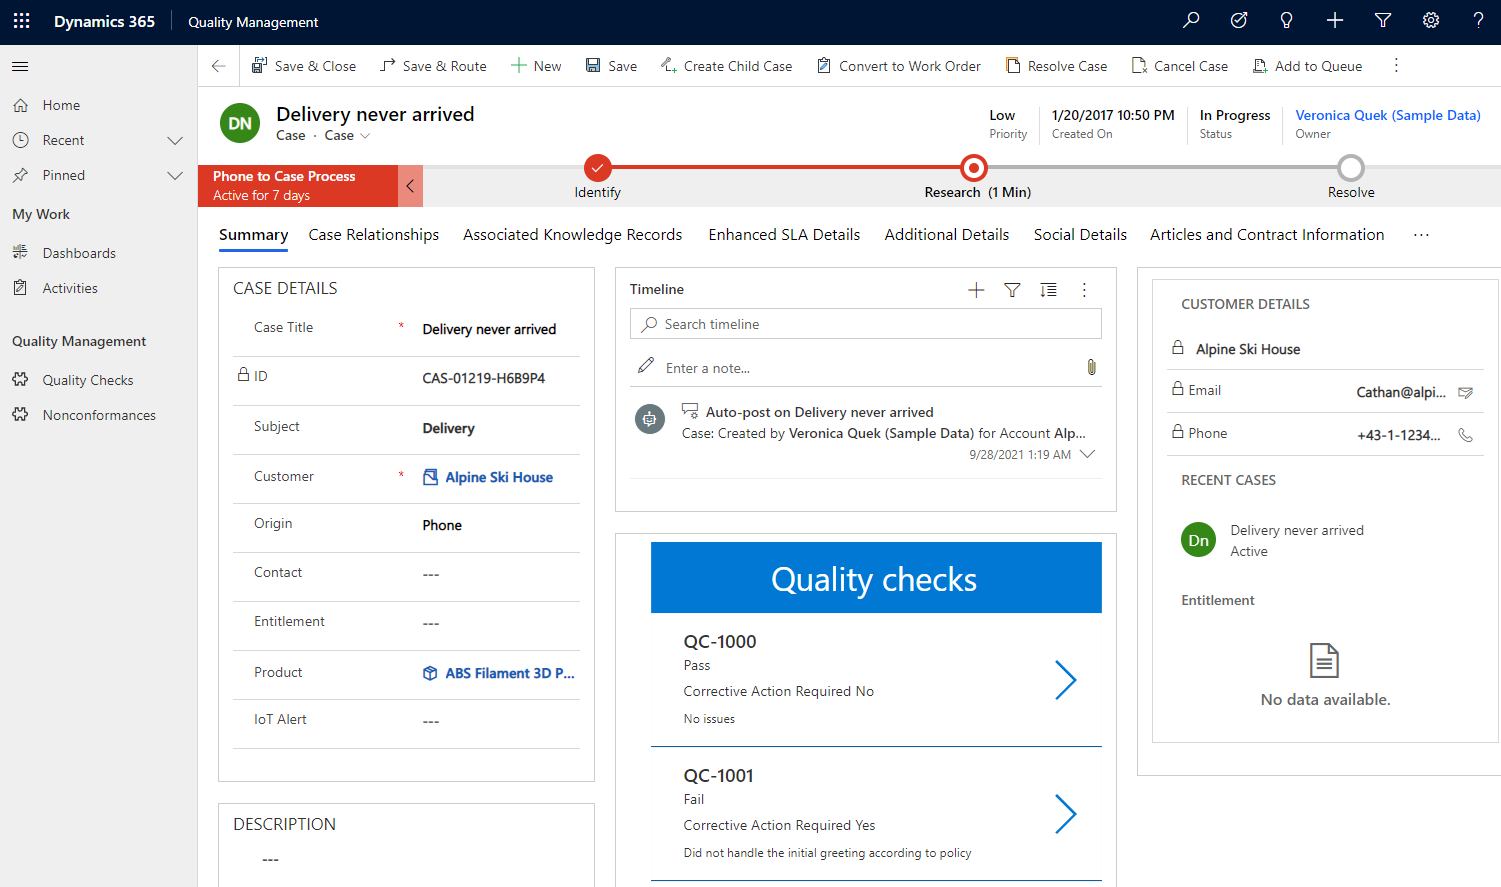 Dynamics 365
Quality Management
Save & Close
Save & Route
New
Save
Create Child Case
Convert to Work Order
Resolve Case
Cancel Case
Add to Queue
Home
Recent
Pinned
My Work
Dashboards
Activities
Quality Management
Quality Checks
Nonconformances
DN
Delivery never arrived
Case · Case
Low
Priority
1/20/2017 10:50 PM
Created On
In Progress
Status
Veronica Quek (Sample Data)
Owner
Phone to Case Process
Active for 7 days
Identify
Research (1 Min)
Resolve
Summary
Case Relationships
Associated Knowledge Records
Enhanced SLA Details
Additional Details
Social Details
Articles and Contract Information
...
CASE DETAILS
Case Title * Delivery never arrived
ID CAS-01219-H6B9P4
Subject Delivery
Customer * Alpine Ski House
Origin Phone
Contact ---
Entitlement ---
Product ABS Filament 3D P...
IoT Alert ---
DESCRIPTION
---
Timeline
Search timeline
Enter a note...
Auto-post on Delivery never arrived
Case: Created by Veronica Quek (Sample Data) for Account Alp...
9/28/2021 1:19 AM
Quality checks
QC-1000
Pass
Corrective Action Required No
No issues
QC-1001
Fail
Corrective Action Required Yes
Did not handle the initial greeting according to policy
CUSTOMER DETAILS
Alpine Ski House
Email Cathan@alpi...
Phone +43-1-1234...
RECENT CASES
Dn
Delivery never arrived
Active
Entitlement
No data available.